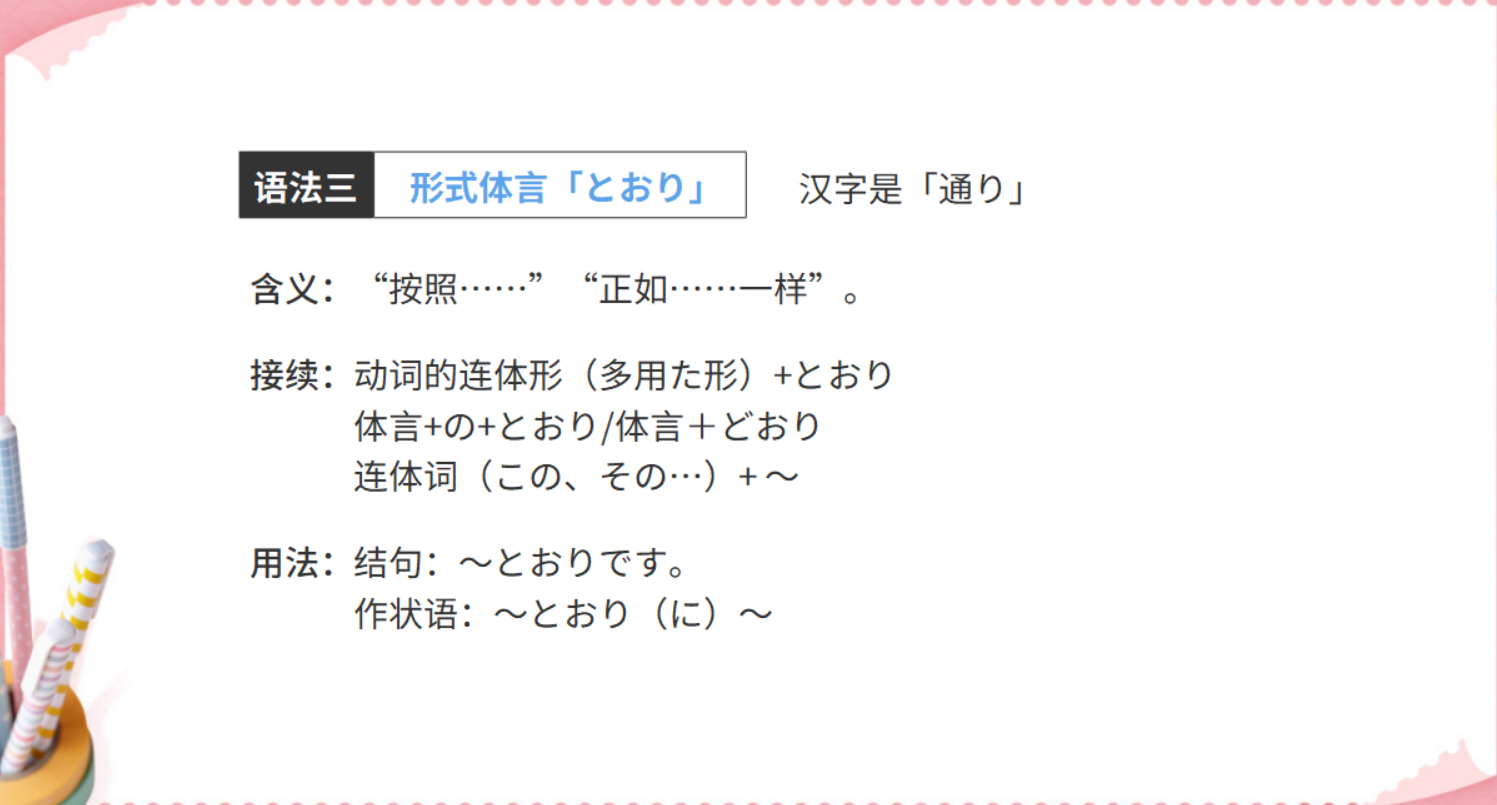 语法三 形式体言「とおり」 汉字是「通り」
含义：“按照……” “正如……一样”。
接续：动词的连体形（多用た形）+とおり
体言+の+とおり/体言＋どおり
连体词（この、その…）+～
用法：结句：～とおりです。
作状语：～とおり（に）～